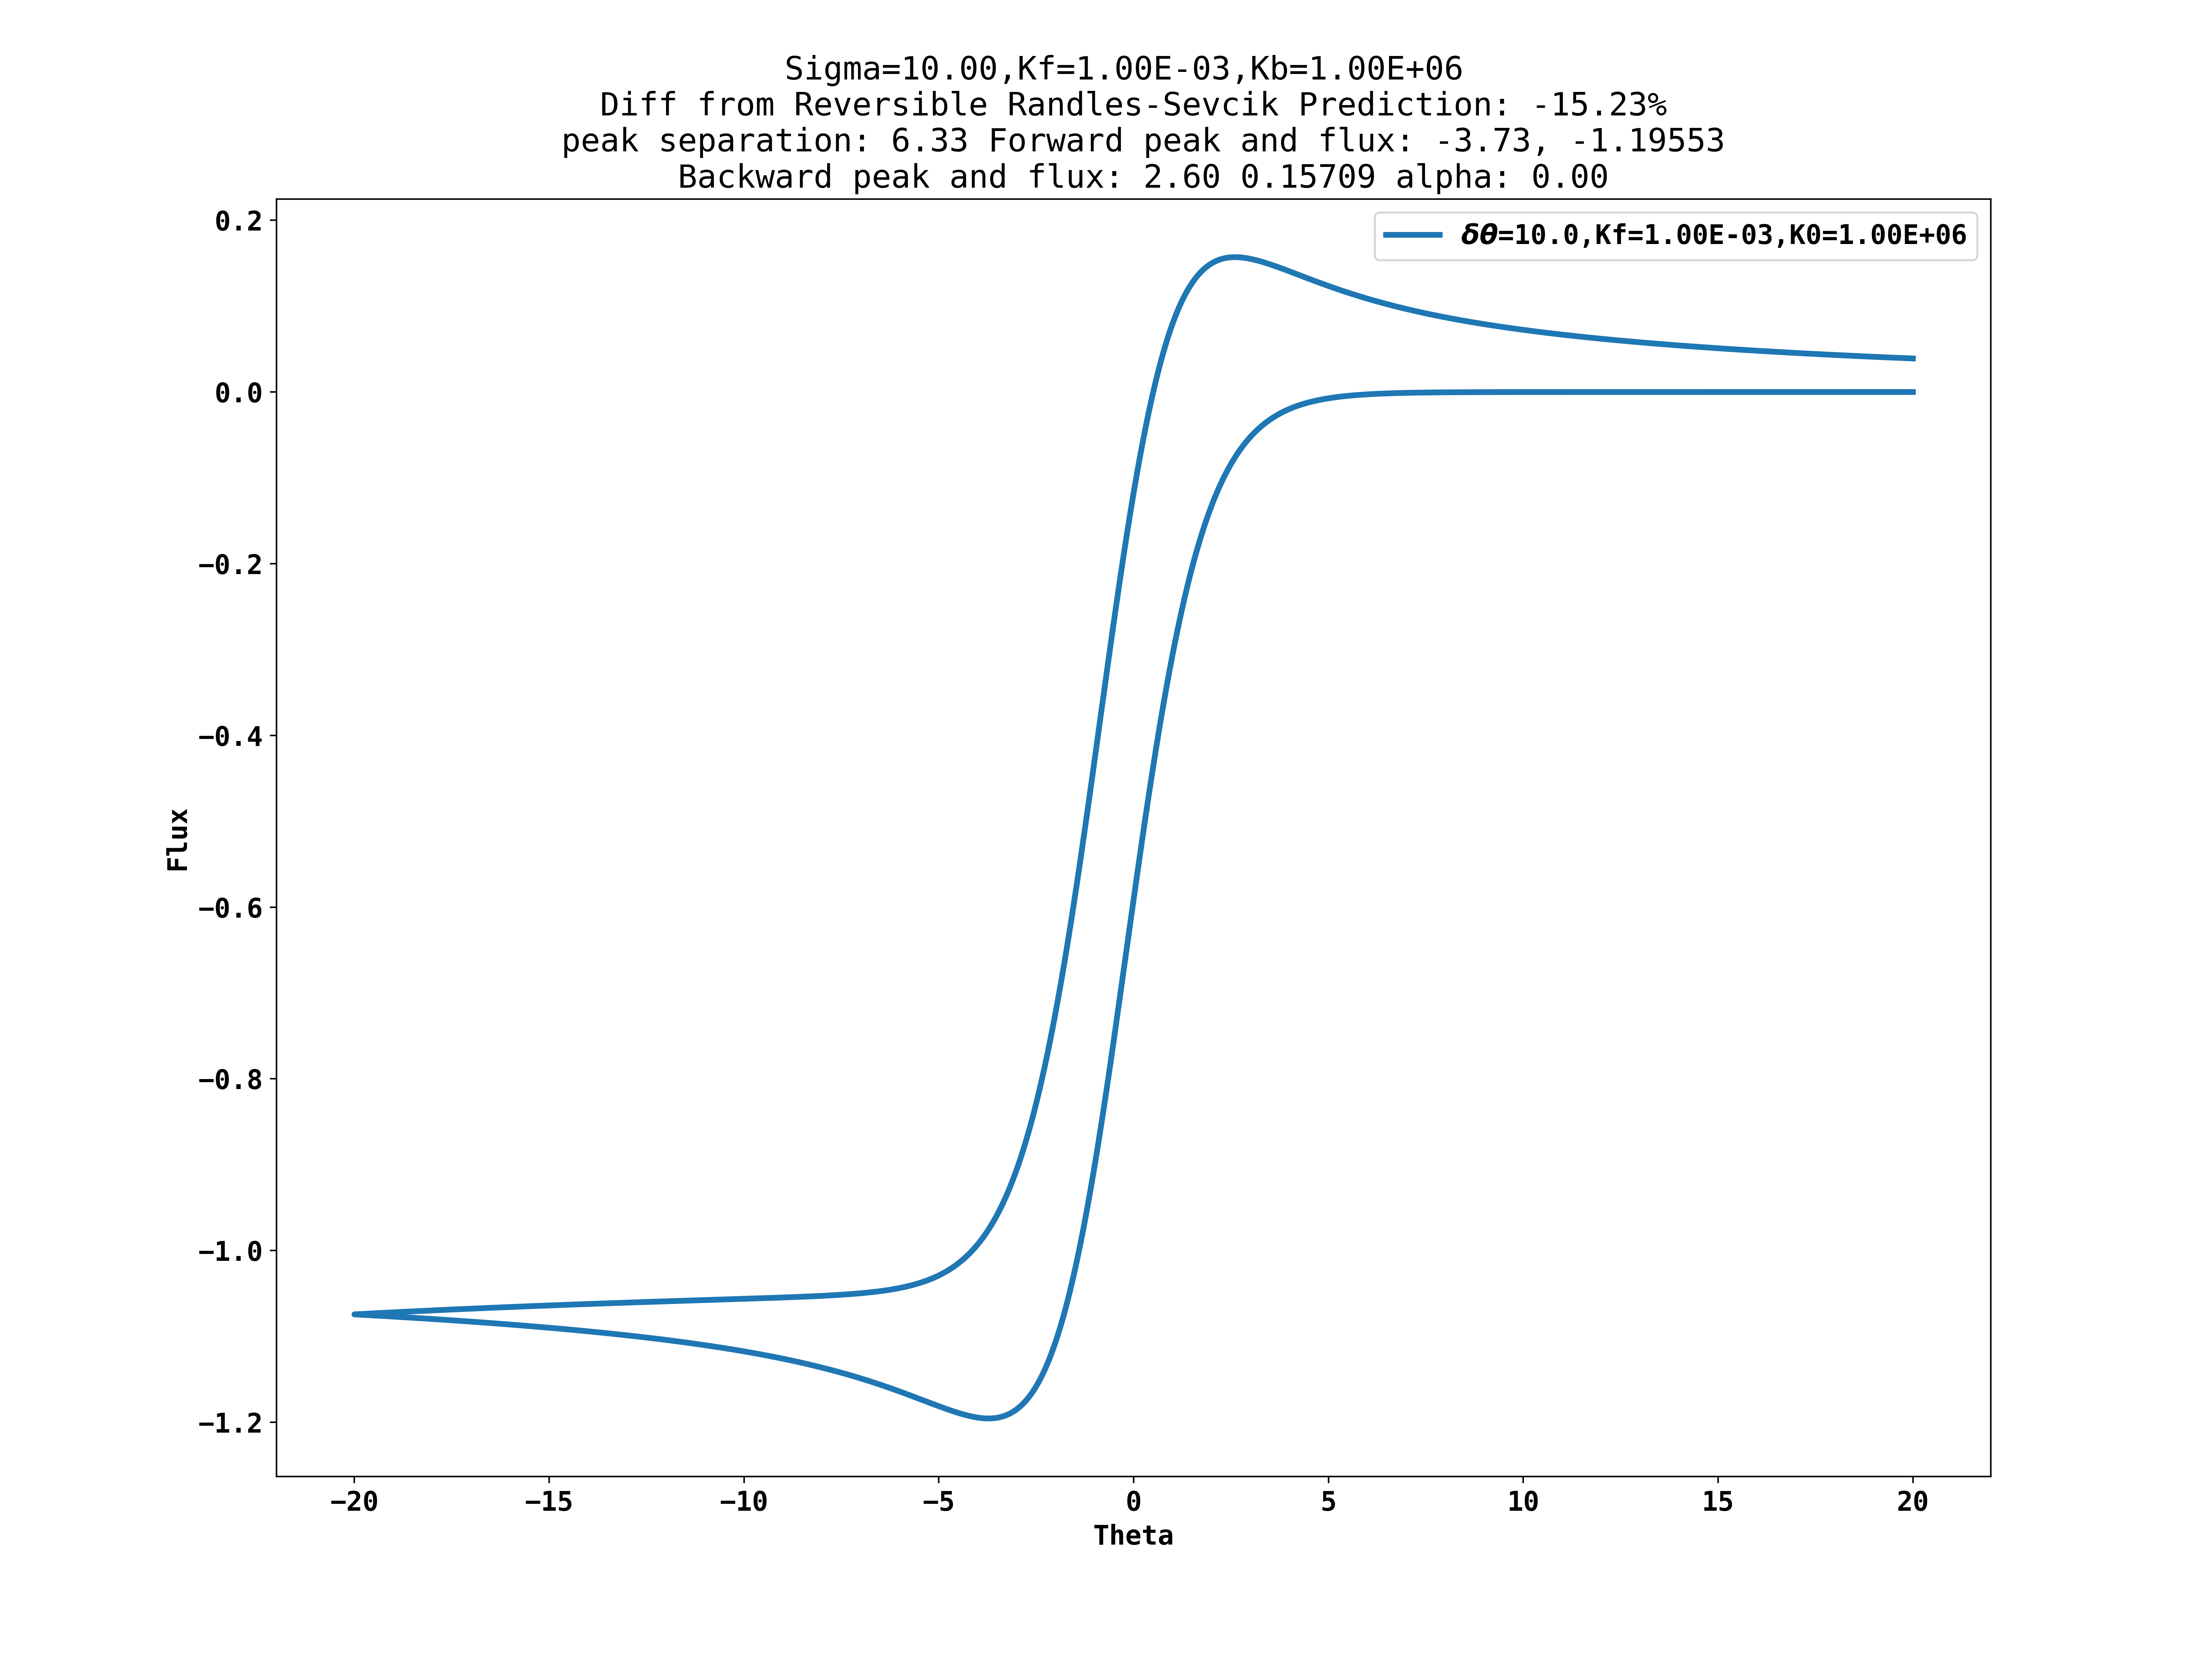 Sigma=10.00,Kf=1.00E-03,Kb=1.00E+06
Diff from Reversible Randles-Sevcik Prediction: -15.23%
peak separation: 6.33 Forward peak and flux: -3.73, -1.19553
Backward peak and flux: 2.60 0.15709 alpha: 0.00
δθ=10.0,Kf=1.00E-03,K0=1.00E+06
0.2
0.0
−0.2
−0.4
−0.6
−0.8
−1.0
−1.2
Flux
−20 −15 −10 −5 0 5 10 15 20
Theta